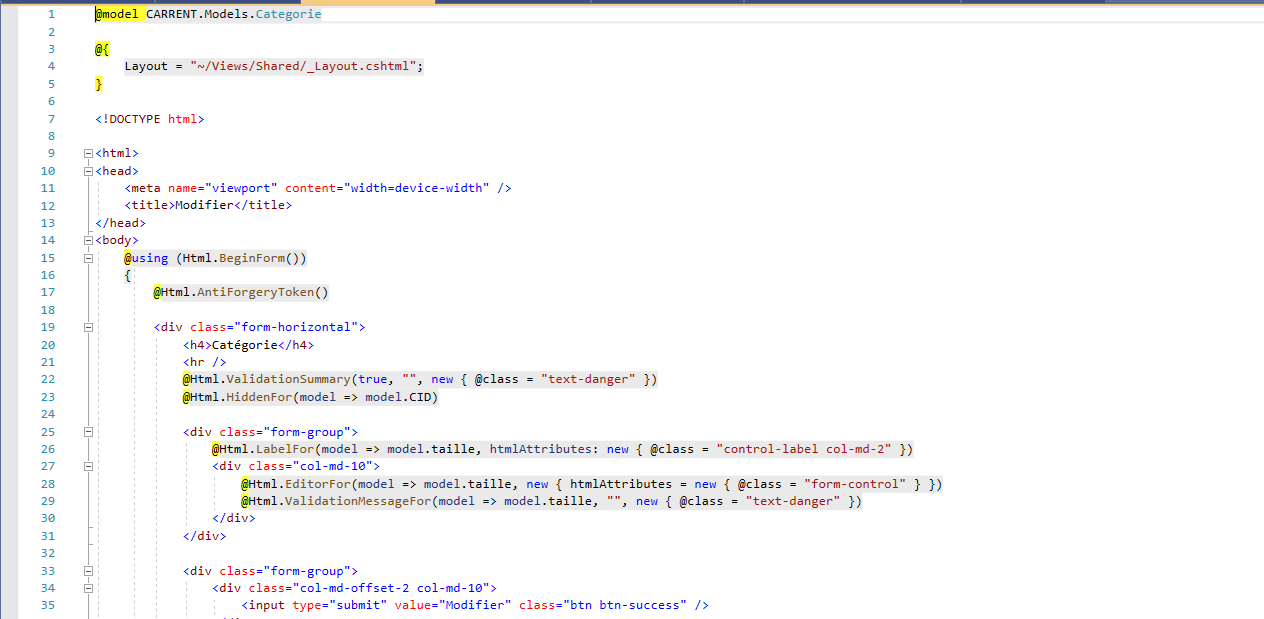 1 @model CARRENT.Models.Categorie
2
3 @{
4 Layout = "~/Views/Shared/_Layout.cshtml";
5 }
6
7 <!DOCTYPE html>
8
9 <html>
10 <head>
11 <meta name="viewport" content="width=device-width" />
12 <title>Modifier</title>
13 </head>
14 <body>
15 @using (Html.BeginForm())
16 {
17 @Html.AntiForgeryToken()
18
19 <div class="form-horizontal">
20 <h4>Catégorie</h4>
21 <hr />
22 @Html.ValidationSummary(true, "", new { @class = "text-danger" })
23 @Html.HiddenFor(model => model.CID)
24
25 <div class="form-group">
26 @Html.LabelFor(model => model.taille, htmlAttributes: new { @class = "control-label col-md-2" })
27 <div class="col-md-10">
28 @Html.EditorFor(model => model.taille, new { htmlAttributes = new { @class = "form-control" } })
29 @Html.ValidationMessageFor(model => model.taille, "", new { @class = "text-danger" })
30 </div>
31 </div>
32
33 <div class="form-group">
34 <div class="col-md-offset-2 col-md-10">
35 <input type="submit" value="Modifier" class="btn btn-success" />